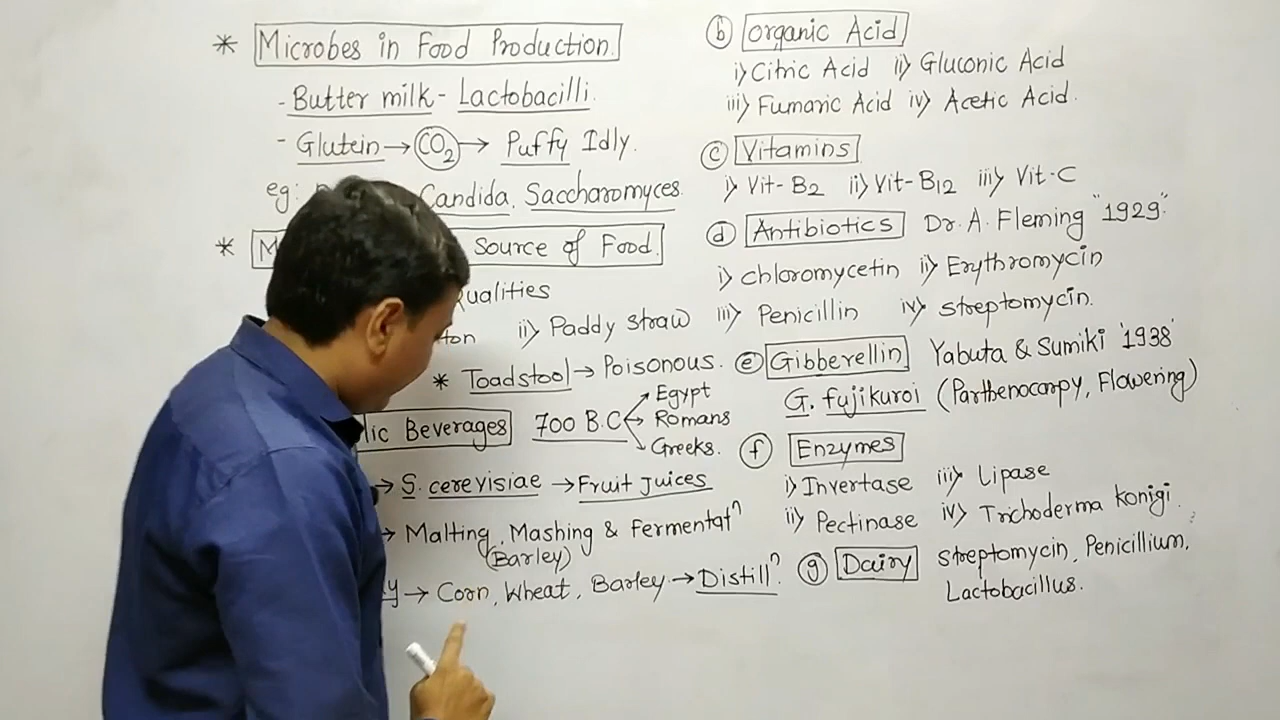 * Microbes in Food Production.
- Butter milk - Lactobacilli.
- Glutein → CO2 → Puffy Idly.
eg: Candida, Saccharomyces.
* Source of Food.
Qualities
ii) Paddy straw
* Toadstool → Poisonous.
Beverages 700 B.C
Egypt
Romans
Greeks.
→ S. cerevisiae → Fruit Juices
→ Malting, Mashing & Fermentatn
(Barley)
→ Corn, Wheat, Barley → Distilln.
b) Organic Acid
i) Citric Acid ii) Gluconic Acid
iii) Fumaric Acid iv) Acetic Acid.
c) Vitamins
i) Vit-B2 ii) Vit-B12 iii) Vit-C
d) Antibiotics Dr. A. Fleming "1929".
i) chloromycetin ii) Erythromycin
iii) Penicillin iv) streptomycin.
e) Gibberellin Yabuta & Sumiki '1938'
G. fujikuroi (Parthenocarpy, Flowering)
f) Enzymes
i) Invertase iii) Lipase
ii) Pectinase iv) Trichoderma Konigi.
g) Dairy streptomycin, Penicillium,
Lactobacillus.